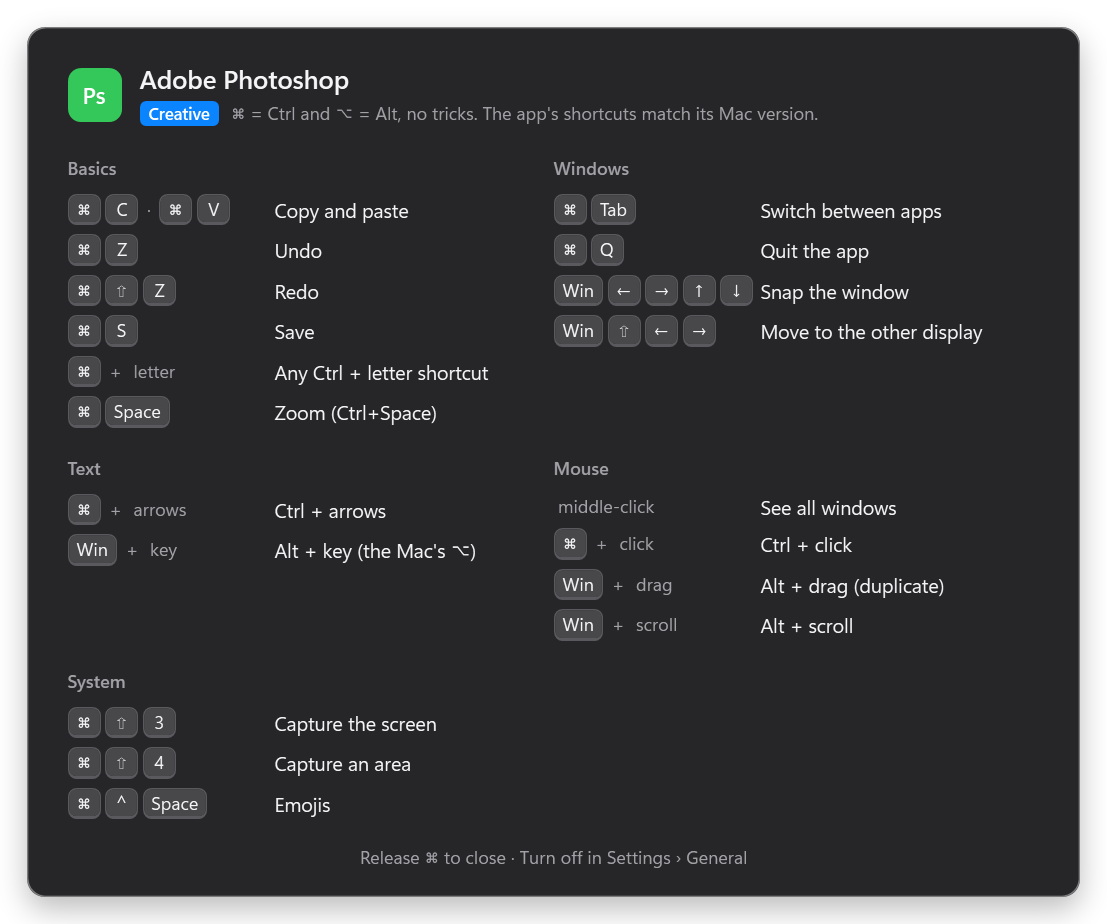 Ps
Adobe Photoshop
Creative ⌘ = Ctrl and ⌥ = Alt, no tricks. The app's shortcuts match its Mac version.
Basics
⌘ C · ⌘ V Copy and paste
⌘ Z Undo
⌘ ⇧ Z Redo
⌘ S Save
⌘ + letter Any Ctrl + letter shortcut
⌘ Space Zoom (Ctrl+Space)
Windows
⌘ Tab Switch between apps
⌘ Q Quit the app
Win ← → ↑ ↓ Snap the window
Win ⇧ ← → Move to the other display
Text
⌘ + arrows Ctrl + arrows
Win + key Alt + key (the Mac's ⌥)
Mouse
middle-click See all windows
⌘ + click Ctrl + click
Win + drag Alt + drag (duplicate)
Win + scroll Alt + scroll
System
⌘ ⇧ 3 Capture the screen
⌘ ⇧ 4 Capture an area
⌘ ^ Space Emojis
Release ⌘ to close · Turn off in Settings › General